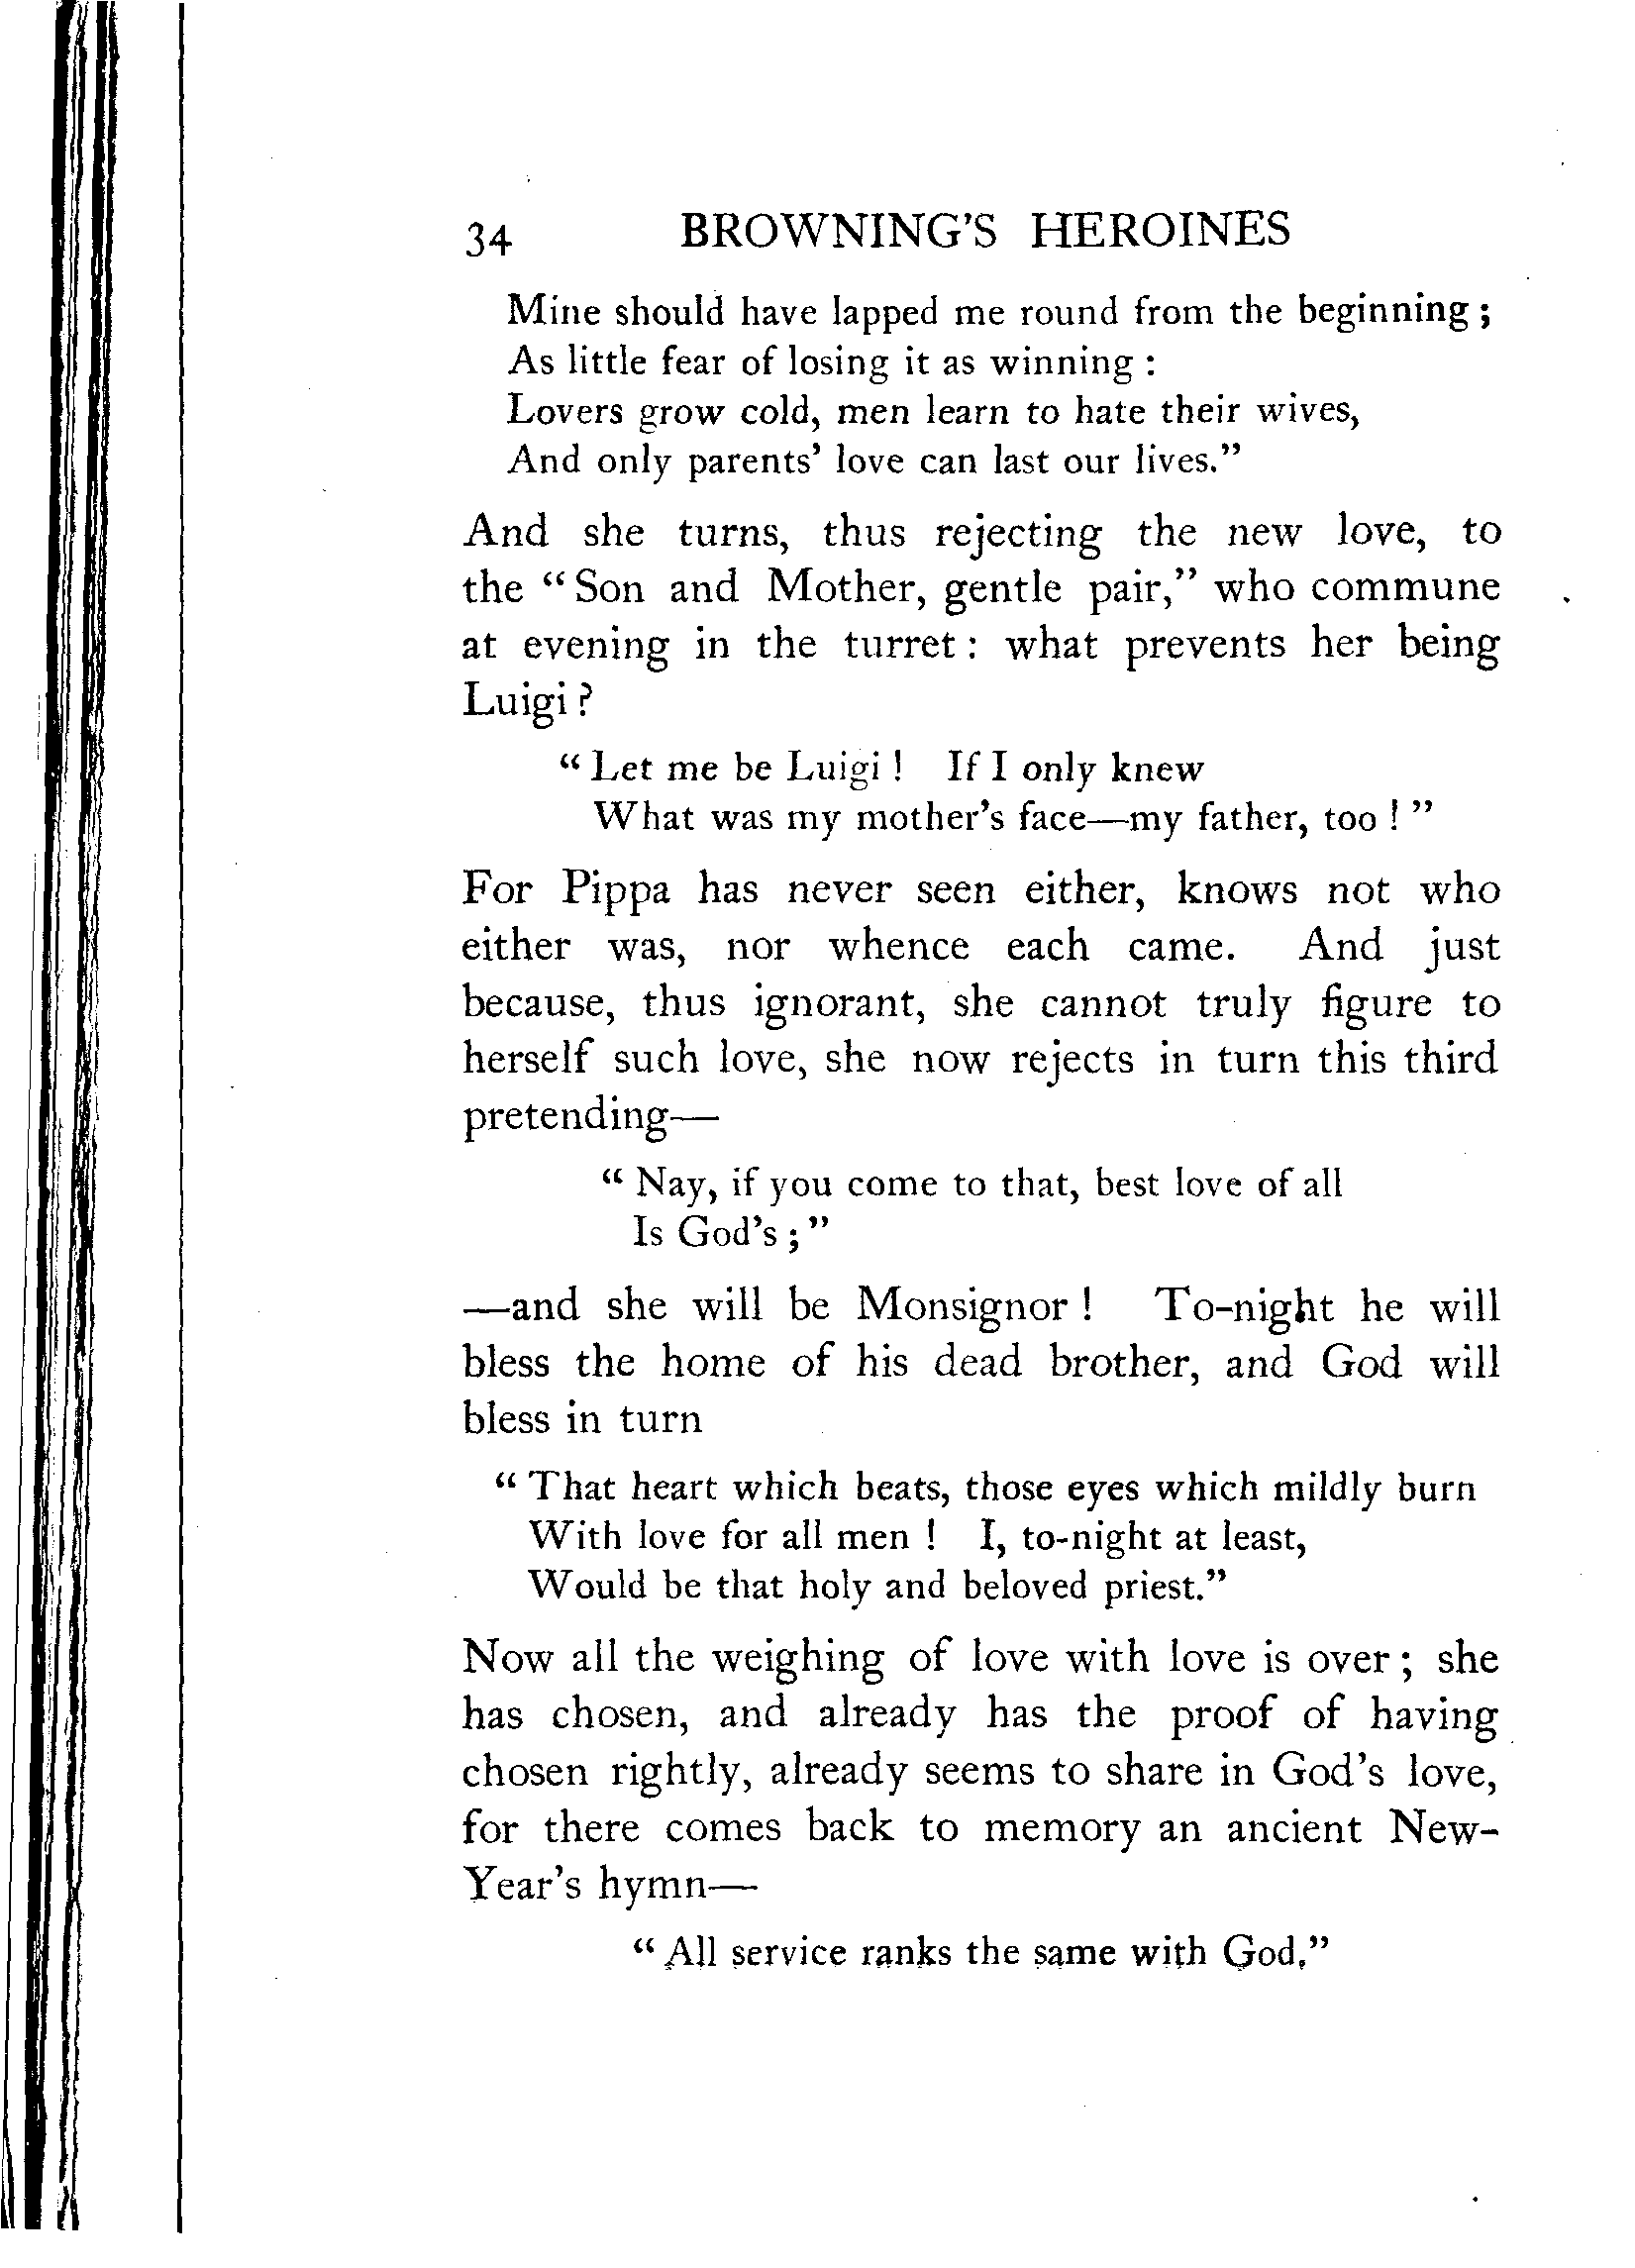 34 BROWNING'S HEROINES
Mine should have lapped me round from the beginning ;
As little fear of losing it as winning :
Lovers grow cold, men learn to hate their wives,
And only parents' love can last our lives."
And she turns, thus rejecting the new love, to
the " Son and Mother, gentle pair," who commune
at evening in the turret : what prevents her being
Luigi ?
" Let me be Luigi ! If I only knew
What was my mother's face—my father, too ! "
For Pippa has never seen either, knows not who
either was, nor whence each came. And just
because, thus ignorant, she cannot truly figure to
herself such love, she now rejects in turn this third
pretending—
" Nay, if you come to that, best love of all
Is God's ; "
—and she will be Monsignor ! To-night he will
bless the home of his dead brother, and God will
bless in turn
" That heart which beats, those eyes which mildly burn
With love for all men ! I, to-night at least,
Would be that holy and beloved priest."
Now all the weighing of love with love is over ; she
has chosen, and already has the proof of having
chosen rightly, already seems to share in God's love,
for there comes back to memory an ancient New-
Year's hymn—
" All service ranks the same with God."